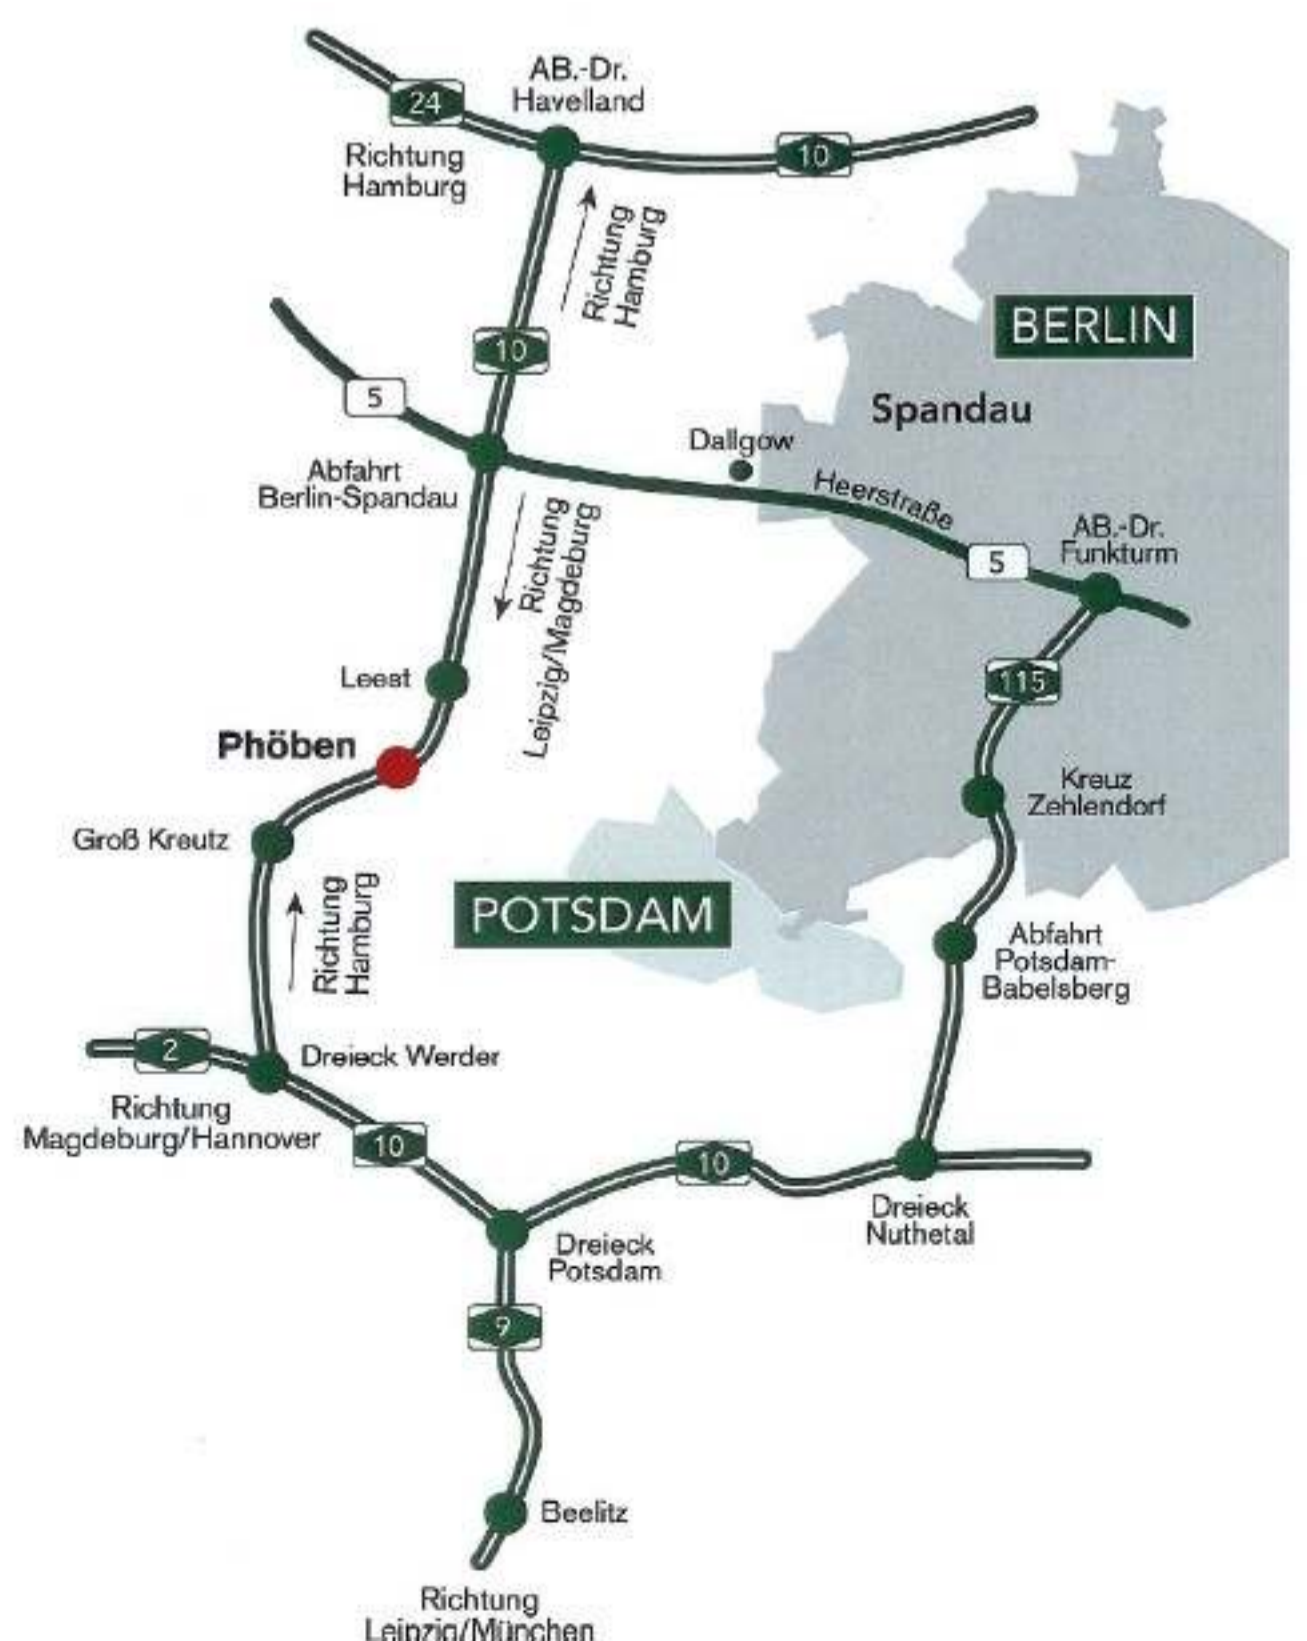 AB.-Dr.
Havelland
24
10
Richtung
Hamburg
Richtung
Hamburg
10
BERLIN
5
Spandau
Dallgow
Abfahrt
Berlin-Spandau
Heerstraße
Richtung
Leipzig/Magdeburg
AB.-Dr.
Funkturm
5
Leest
115
Phöben
Kreuz
Zehlendorf
Groß Kreutz
Richtung
Hamburg
POTSDAM
Abfahrt
Potsdam-
Babelsberg
2
Dreieck Werder
Richtung
Magdeburg/Hannover
10
10
Dreieck
Nuthetal
Dreieck
Potsdam
9
Beelitz
Richtung
Leipzig/München